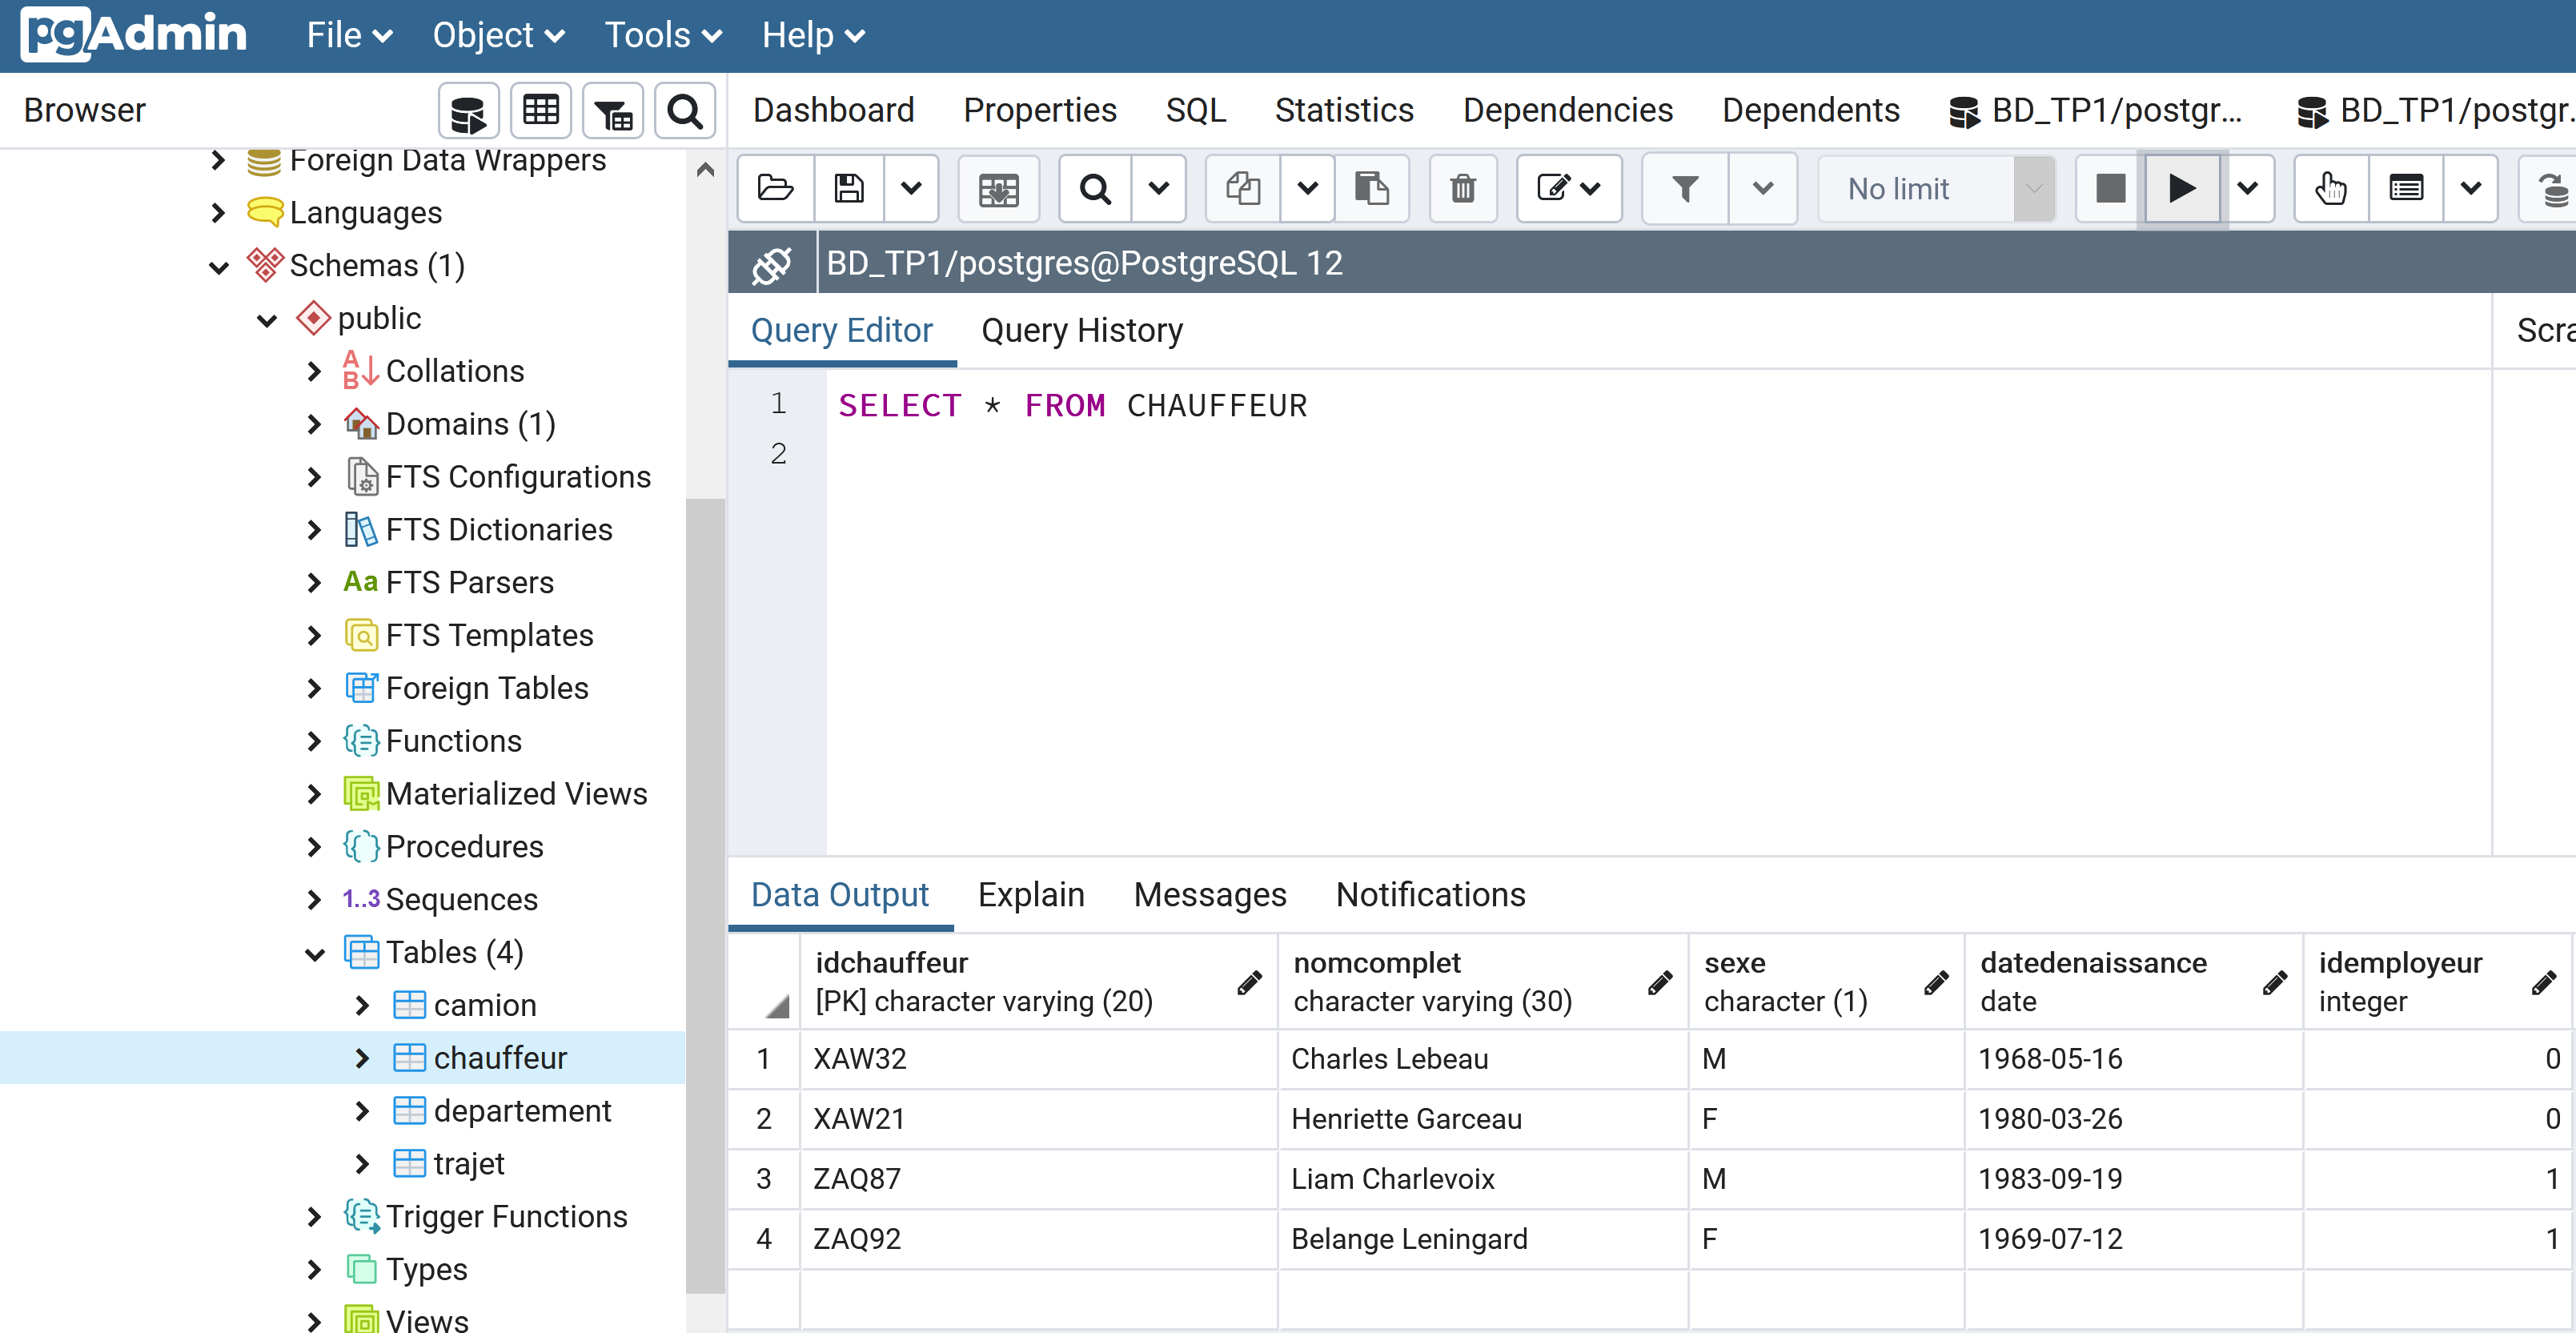 pgAdmin File Object Tools Help
Browser
Foreign Data Wrappers
Languages
Schemas (1)
public
A
B
Collations
Domains (1)
FTS Configurations
FTS Dictionaries
Aa FTS Parsers
FTS Templates
Foreign Tables
Functions
Materialized Views
Procedures
1..3 Sequences
Tables (4)
camion
chauffeur
departement
trajet
Trigger Functions
Types
Views
Dashboard Properties SQL Statistics Dependencies Dependents BD_TP1/postgr... BD_TP1/postgr.
No limit
BD_TP1/postgres@PostgreSQL 12
Query Editor Query History Scra
1 SELECT * FROM CHAUFFEUR
2
Data Output Explain Messages Notifications
idchauffeur nomcomplet sexe datedenaissance idemployeur
[PK] character varying (20) character varying (30) character (1) date integer
1 XAW32 Charles Lebeau M 1968-05-16 0
2 XAW21 Henriette Garceau F 1980-03-26 0
3 ZAQ87 Liam Charlevoix M 1983-09-19 1
4 ZAQ92 Belange Leningard F 1969-07-12 1